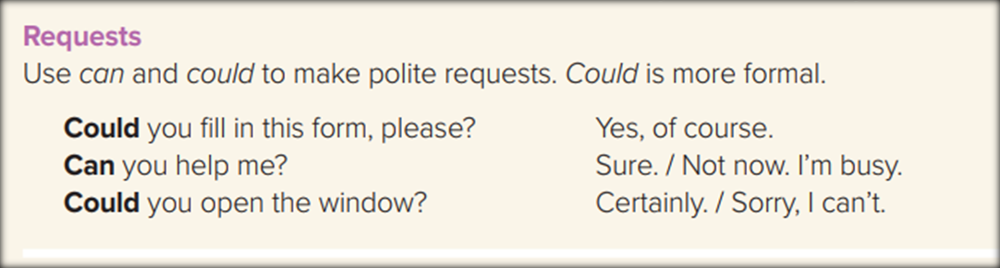 Requests
Use can and could to make polite requests. Could is more formal.
Could you fill in this form, please? Yes, of course.
Can you help me? Sure. / Not now. I'm busy.
Could you open the window? Certainly. / Sorry, I can't.